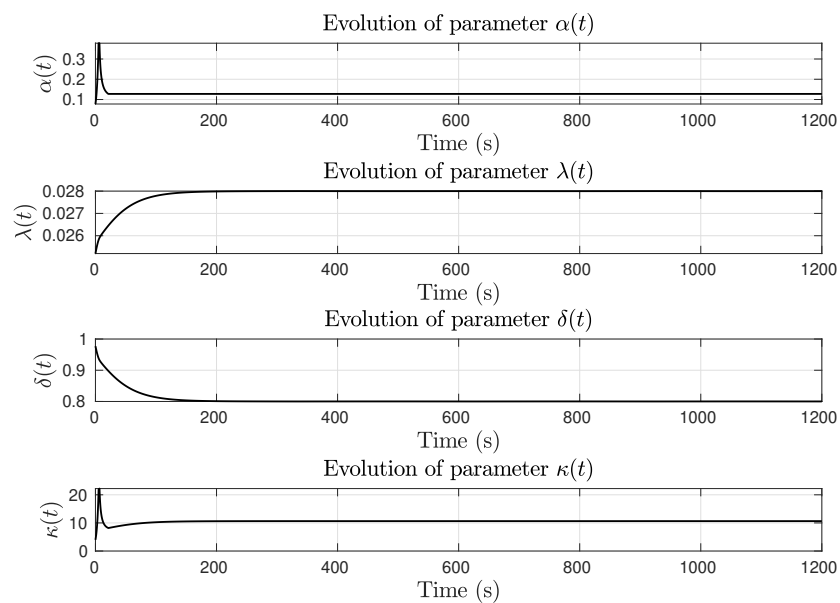 Evolution of parameter α(t)
α(t)
0.3
0.2
0.1
0 200 400 600 800 1000 1200
Time (s)
Evolution of parameter λ(t)
λ(t)
0.028
0.027
0.026
0 200 400 600 800 1000 1200
Time (s)
Evolution of parameter δ(t)
δ(t)
1
0.9
0.8
0 200 400 600 800 1000 1200
Time (s)
Evolution of parameter κ(t)
κ(t)
20
10
0
0 200 400 600 800 1000 1200
Time (s)